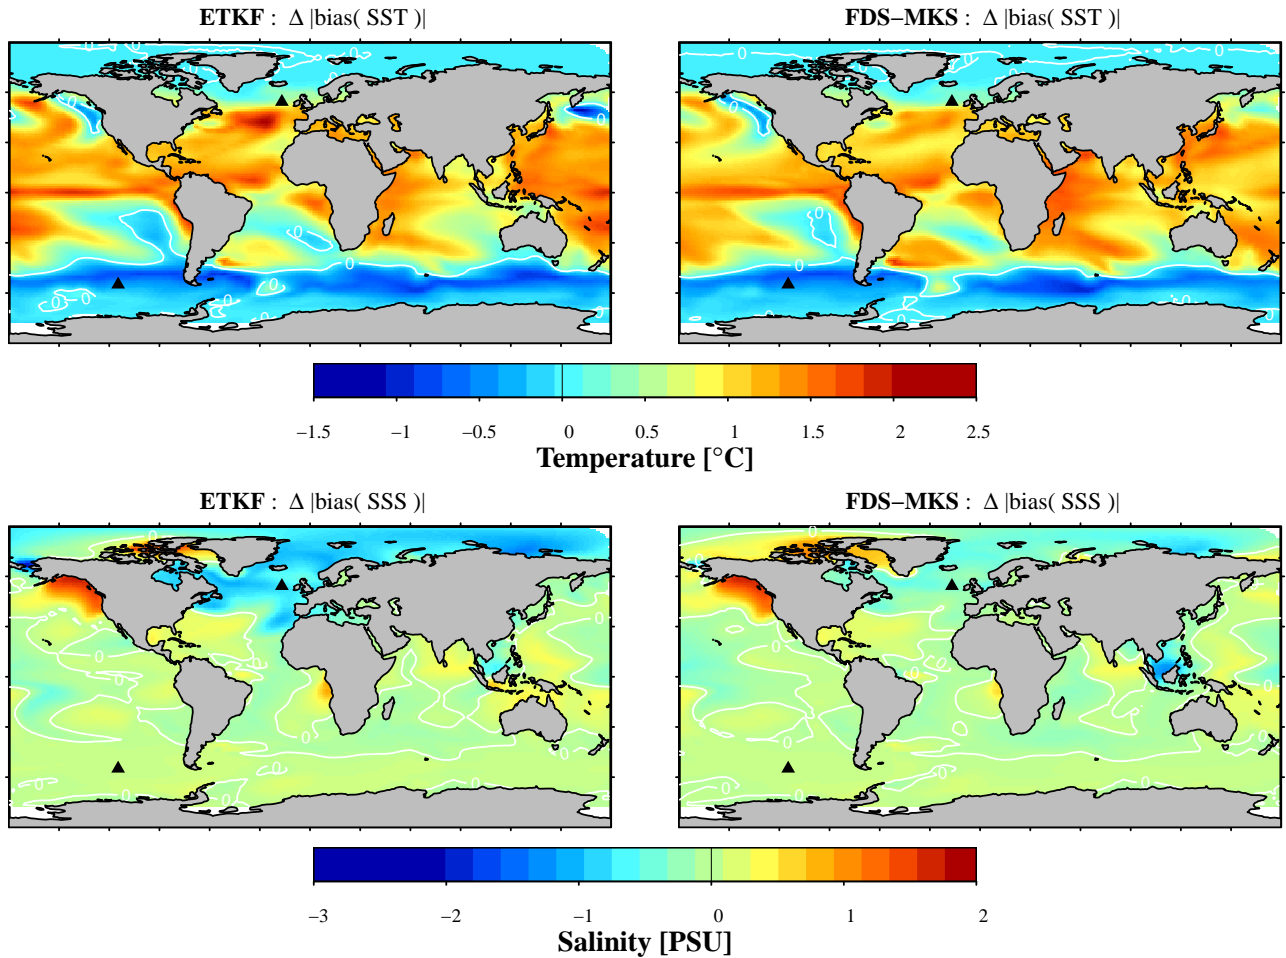 ETKF : Δ |bias( SST )|
FDS−MKS : Δ |bias( SST )|
−1.5 −1 −0.5 0 0.5 1 1.5 2 2.5
Temperature [°C]
ETKF : Δ |bias( SSS )|
FDS−MKS : Δ |bias( SSS )|
−3 −2 −1 0 1 2
Salinity [PSU]